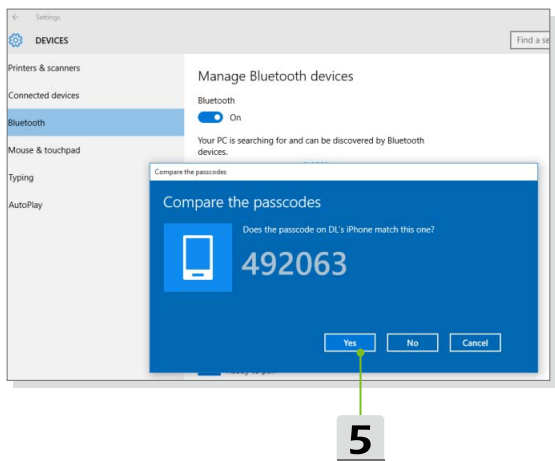 Settings
DEVICES
Find a se
Printers & scanners
Connected devices
Bluetooth
Mouse & touchpad
Typing
AutoPlay
Manage Bluetooth devices
Bluetooth
On
Your PC is searching for and can be discovered by Bluetooth
devices.
Compare the passcodes
Compare the passcodes
Does the passcode on DL's iPhone match this one?
492063
Yes
No
Cancel
5